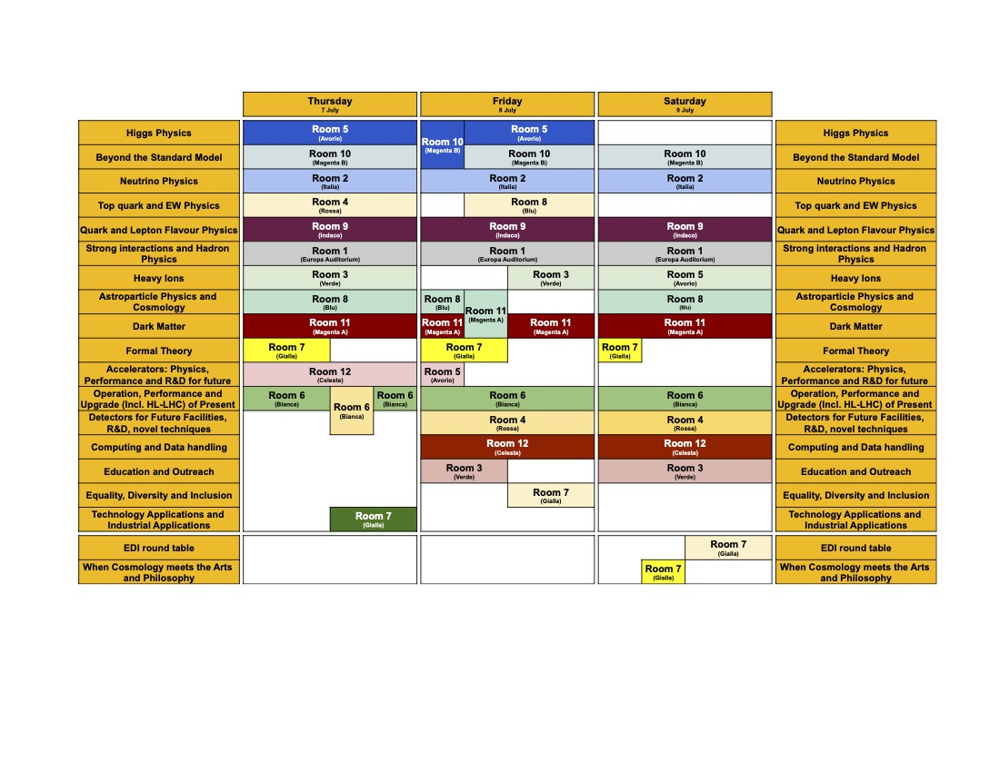 Thursday
7 July
Friday
8 July
Saturday
9 July
Higgs Physics
Room 5
(Avorio)
Room 10
(Magenta B)
Room 5
(Avorio)
Higgs Physics
Beyond the Standard Model
Room 10
(Magenta B)
Room 10
(Magenta B)
Room 10
(Magenta B)
Beyond the Standard Model
Neutrino Physics
Room 2
(Italia)
Room 2
(Italia)
Room 2
(Italia)
Neutrino Physics
Top quark and EW Physics
Room 4
(Rossa)
Room 8
(Blu)
Top quark and EW Physics
Quark and Lepton Flavour Physics
Room 9
(Indaco)
Room 9
(Indaco)
Room 9
(Indaco)
Quark and Lepton Flavour Physics
Strong interactions and Hadron
Physics
Room 1
(Europa Auditorium)
Room 1
(Europa Auditorium)
Room 1
(Europa Auditorium)
Strong interactions and Hadron
Physics
Heavy Ions
Room 3
(Verde)
Room 3
(Verde)
Room 5
(Avorio)
Heavy Ions
Astroparticle Physics and
Cosmology
Room 8
(Blu)
Room 8
(Blu)
Room 11
(Magenta A)
Room 8
(Blu)
Astroparticle Physics and
Cosmology
Dark Matter
Room 11
(Magenta A)
Room 11
(Magenta A)
Room 11
(Magenta A)
Room 11
(Magenta A)
Dark Matter
Formal Theory
Room 7
(Gialla)
Room 7
(Gialla)
Room 7
(Gialla)
Formal Theory
Accelerators: Physics,
Performance and R&D for future
Room 12
(Celeste)
Room 5
(Avorio)
Accelerators: Physics,
Performance and R&D for future
Operation, Performance and
Upgrade (Incl. HL-LHC) of Present
Room 6
(Bianca)
Room 6
(Bianca)
Room 6
(Bianca)
Room 6
(Bianca)
Room 6
(Bianca)
Operation, Performance and
Upgrade (Incl. HL-LHC) of Present
Detectors for Future Facilities,
R&D, novel techniques
Room 4
(Rossa)
Room 4
(Rossa)
Detectors for Future Facilities,
R&D, novel techniques
Computing and Data handling
Room 12
(Celeste)
Room 12
(Celeste)
Computing and Data handling
Education and Outreach
Room 3
(Verde)
Room 3
(Verde)
Education and Outreach
Equality, Diversity and Inclusion
Room 7
(Gialla)
Equality, Diversity and Inclusion
Technology Applications and
Industrial Applications
Room 7
(Gialla)
Technology Applications and
Industrial Applications
EDI round table
Room 7
(Gialla)
EDI round table
When Cosmology meets the Arts
and Philosophy
Room 7
(Gialla)
When Cosmology meets the Arts
and Philosophy